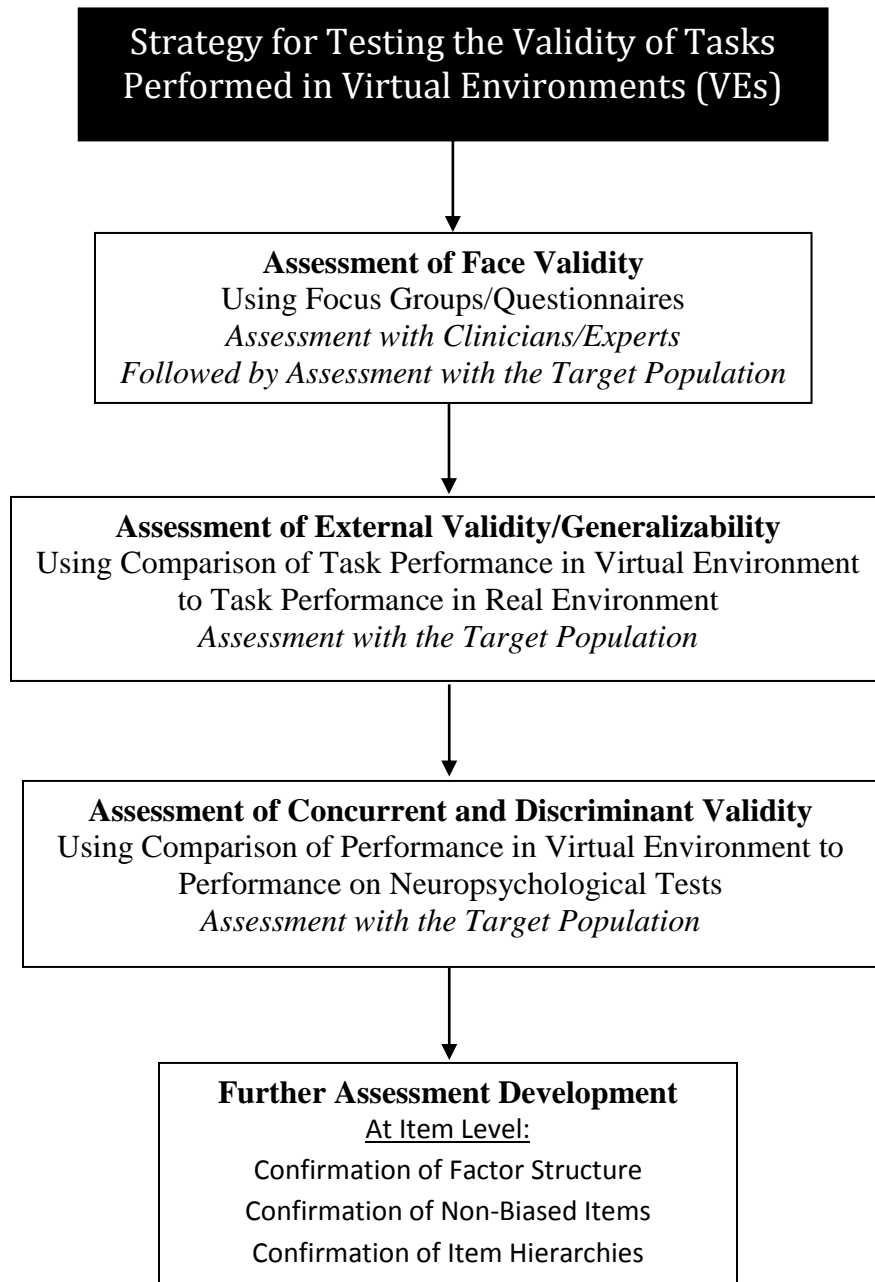 Strategy for Testing the Validity of Tasks
Performed in Virtual Environments (VEs)
Assessment of Face Validity
Using Focus Groups/Questionnaires
Assessment with Clinicians/Experts
Followed by Assessment with the Target Population
Assessment of External Validity/Generalizability
Using Comparison of Task Performance in Virtual Environment
to Task Performance in Real Environment
Assessment with the Target Population
Assessment of Concurrent and Discriminant Validity
Using Comparison of Performance in Virtual Environment to
Performance on Neuropsychological Tests
Assessment with the Target Population
Further Assessment Development
At Item Level:
Confirmation of Factor Structure
Confirmation of Non-Biased Items
Confirmation of Item Hierarchies